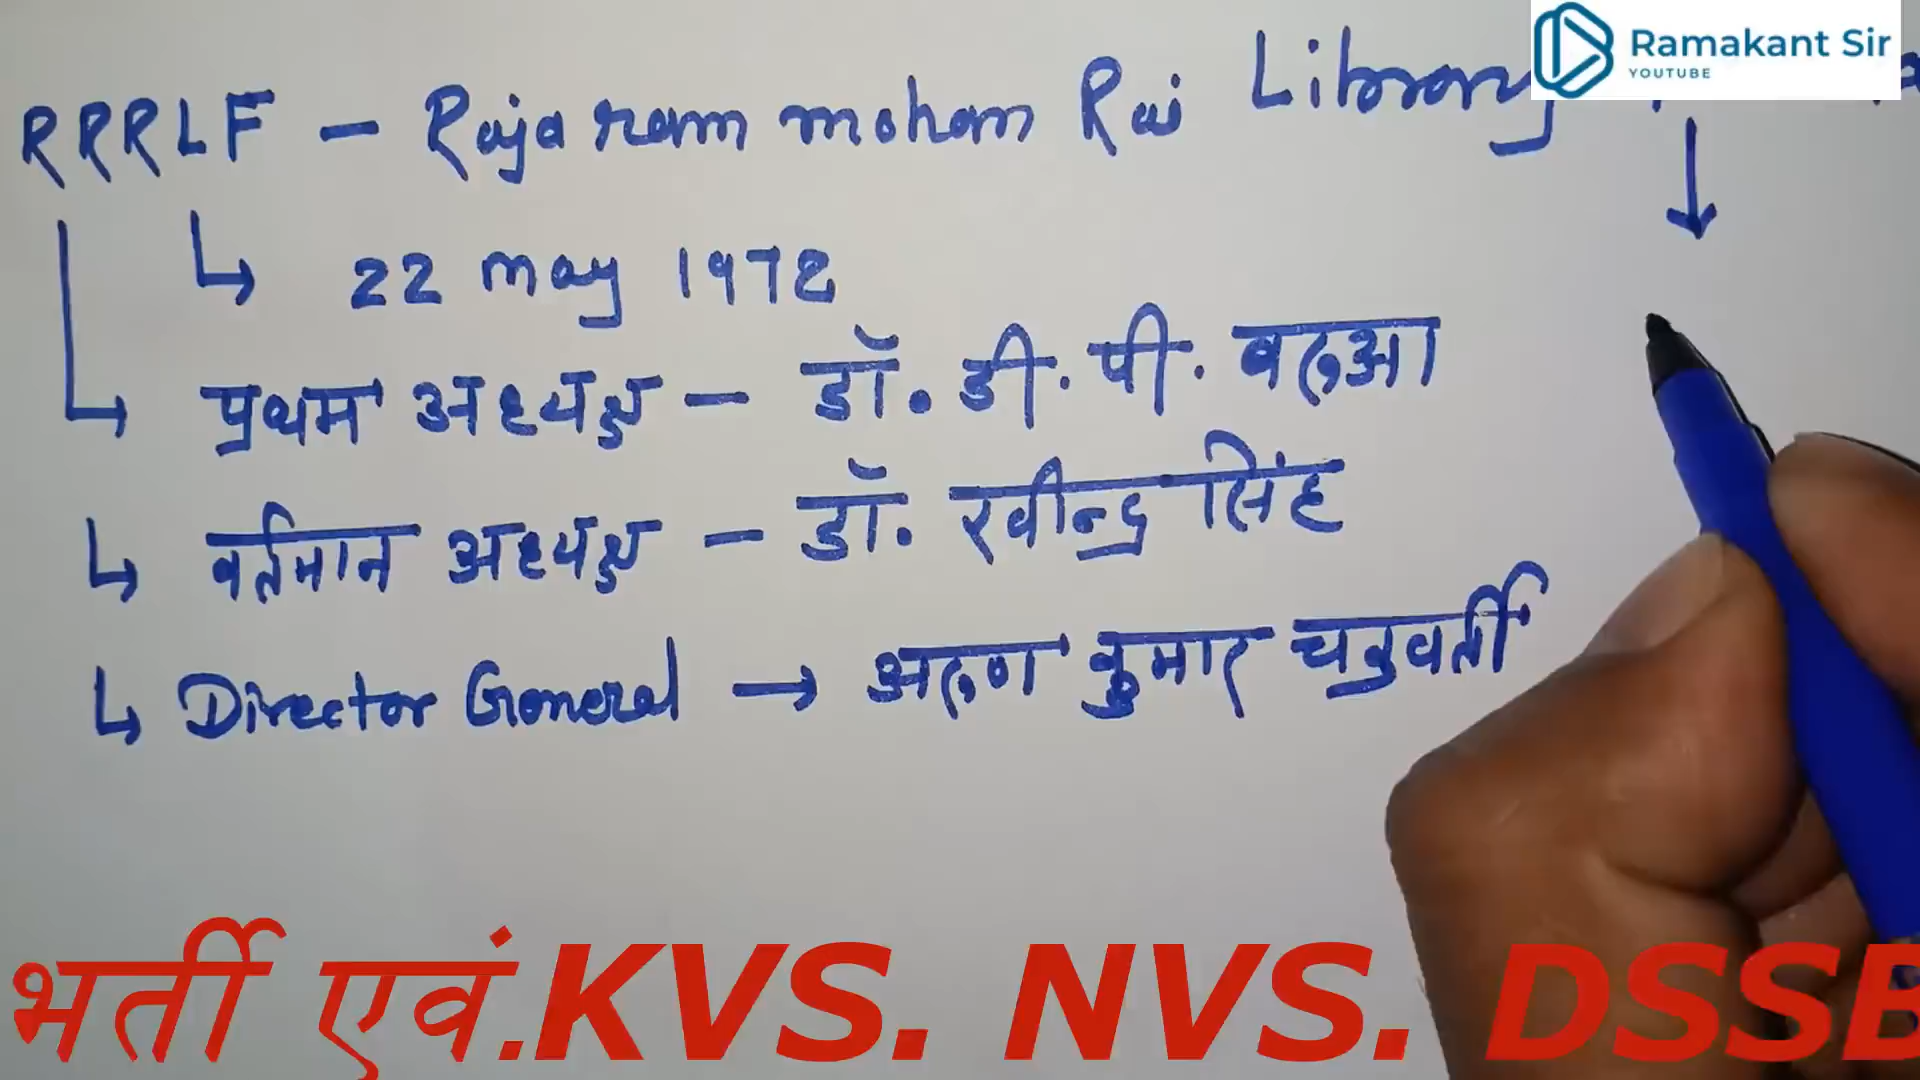 Ramakant Sir
YOUTUBE
RRRLF - Raja ram mohan Rai Library
22 may 1972
प्रथम अध्यक्ष - डॉ. डी. पी. बरुआ
वर्तमान अध्यक्ष - डॉ. रवीन्द्र सिंह
Director General → अरुण कुमार चक्रवर्ती
भर्ती एवं.KVS. NVS. DSSB